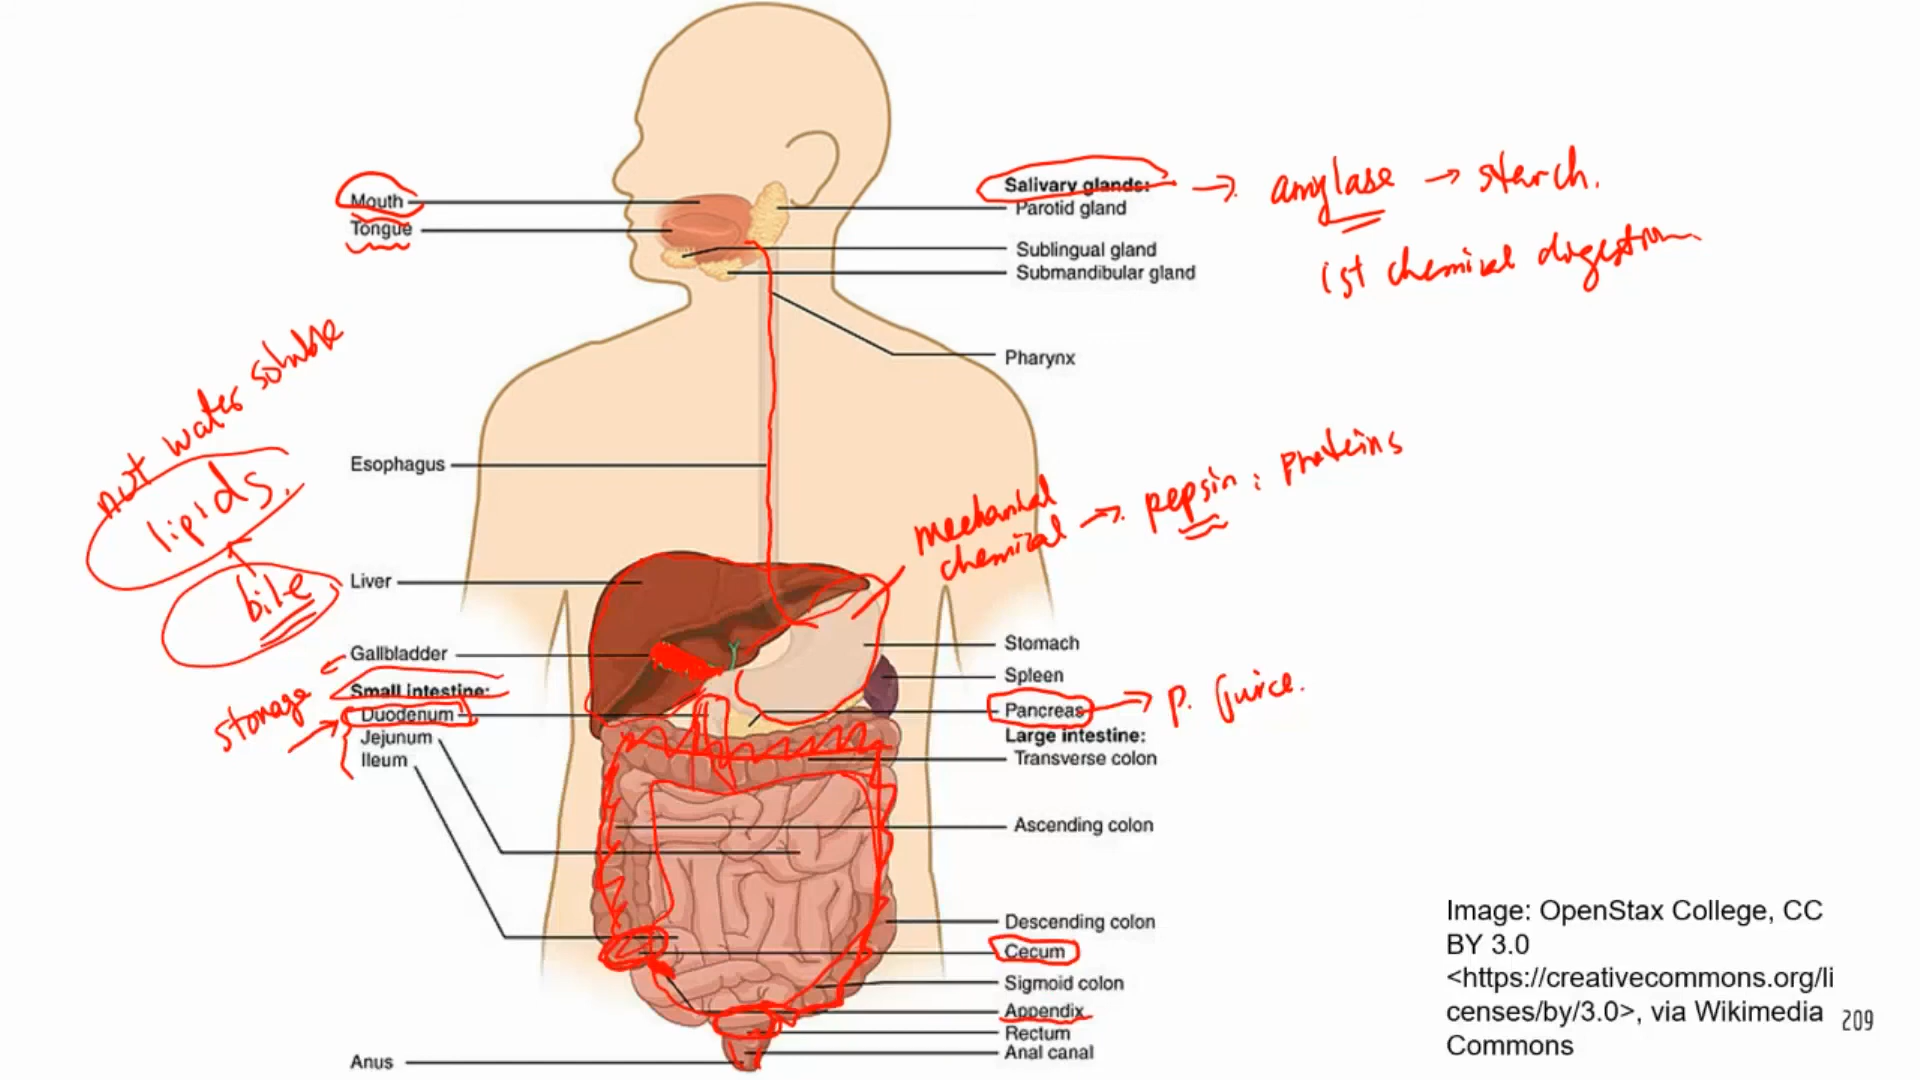 Mouth
Tongue
Salivary glands:
Parotid gland
Sublingual gland
Submandibular gland
→ amylase → starch.
1st chemical digestion
Pharynx
not water soluble
lipids.
bile
Esophagus
mechanical
chemical → pepsin : proteins
Liver
Gallbladder
storage
Small intestine:
Duodenum
Jejunum
Ileum
Stomach
Spleen
Pancreas → p. juice.
Large intestine:
Transverse colon
Ascending colon
Descending colon
Cecum
Sigmoid colon
Appendix
Rectum
Anal canal
Anus
Image: OpenStax College, CC
BY 3.0
<https://creativecommons.org/li
censes/by/3.0>, via Wikimedia
Commons
209